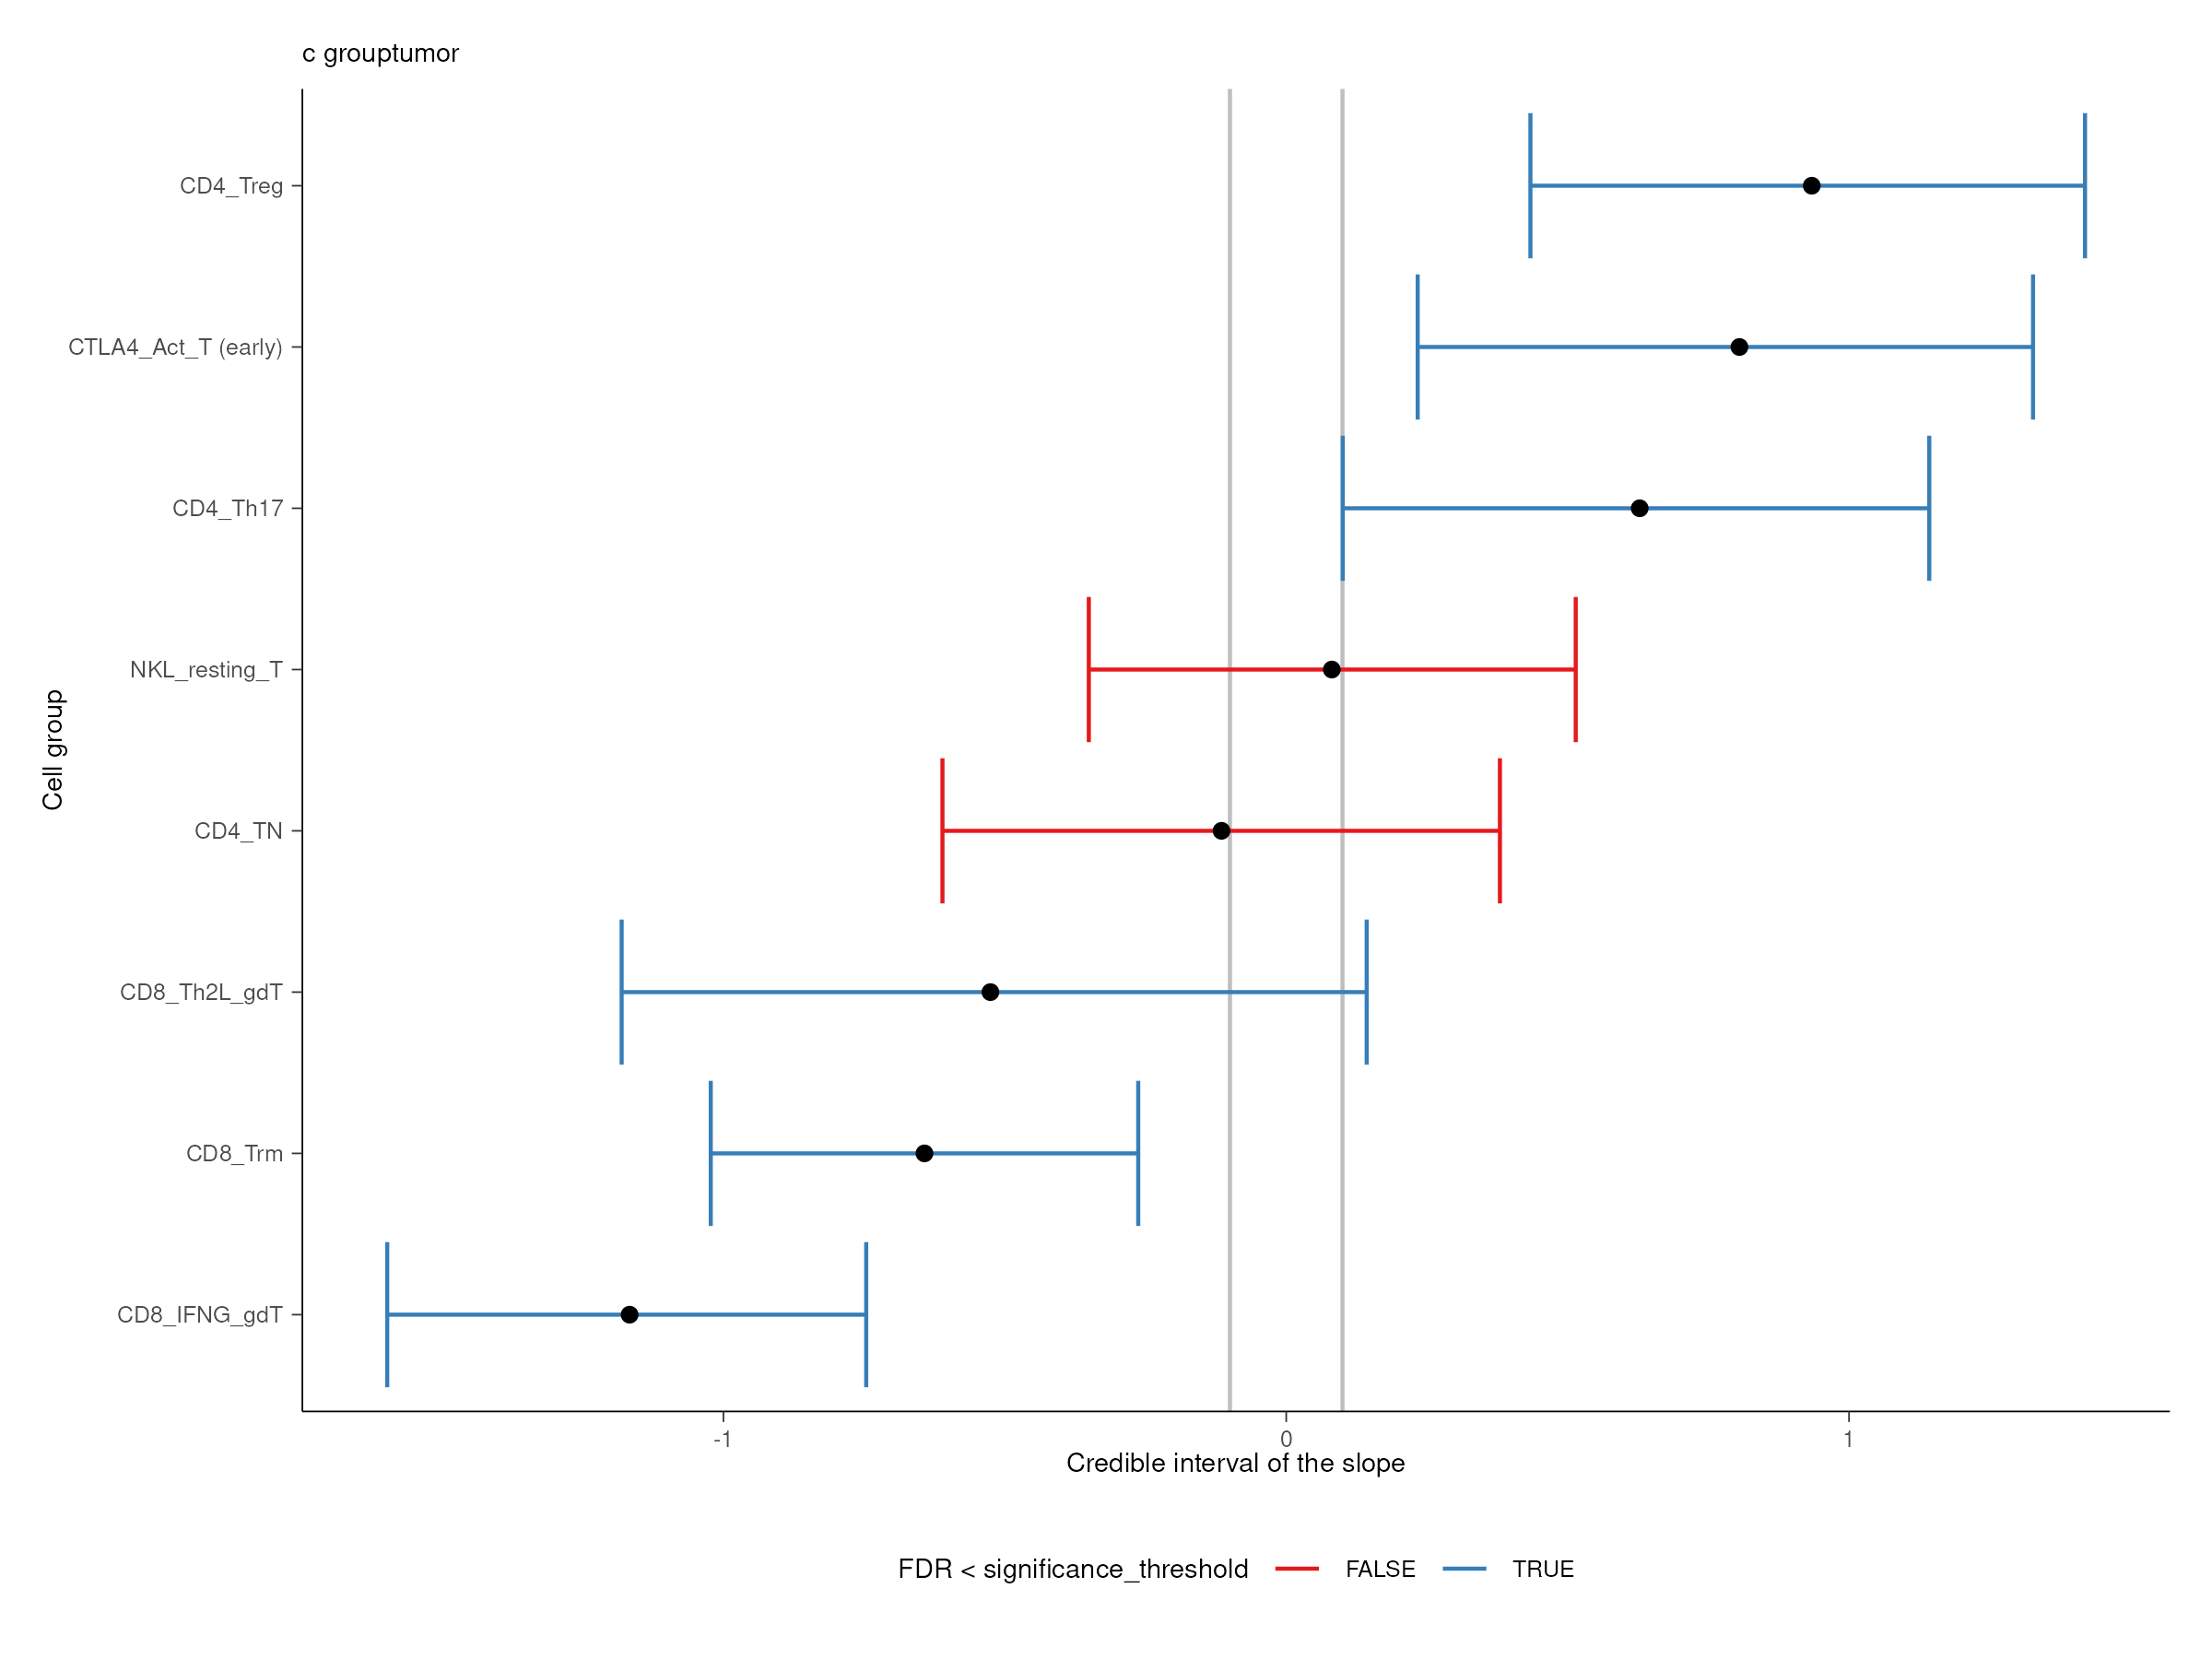 c grouptumor
CD4_Treg
CTLA4_Act_T (early)
CD4_Th17
NKL_resting_T
CD4_TN
CD8_Th2L_gdT
CD8_Trm
CD8_IFNG_gdT
Cell group
-1 0 1
Credible interval of the slope
FDR < significance_threshold FALSE TRUE